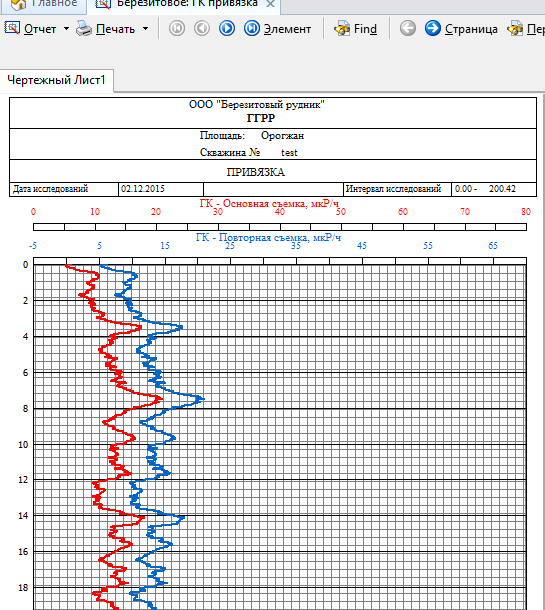 Главное
Березитовое: ГК привязка
Отчет
Печать
Элемент
Find
Страница
Пер
Чертежный Лист1
ООО "Березитовый рудник"
ГГРР
Площадь: Орогжан
Скважина № test
ПРИВЯЗКА
Дата исследований 02.12.2015 Интервал исследований 0.00 - 200.42
ГК - Основная съемка, мкР/ч
0 10 20 30 40 50 60 70 80
ГК - Повторная съемка, мкР/ч
-5 5 15 25 35 45 55 65
0
2
4
6
8
10
12
14
16
18